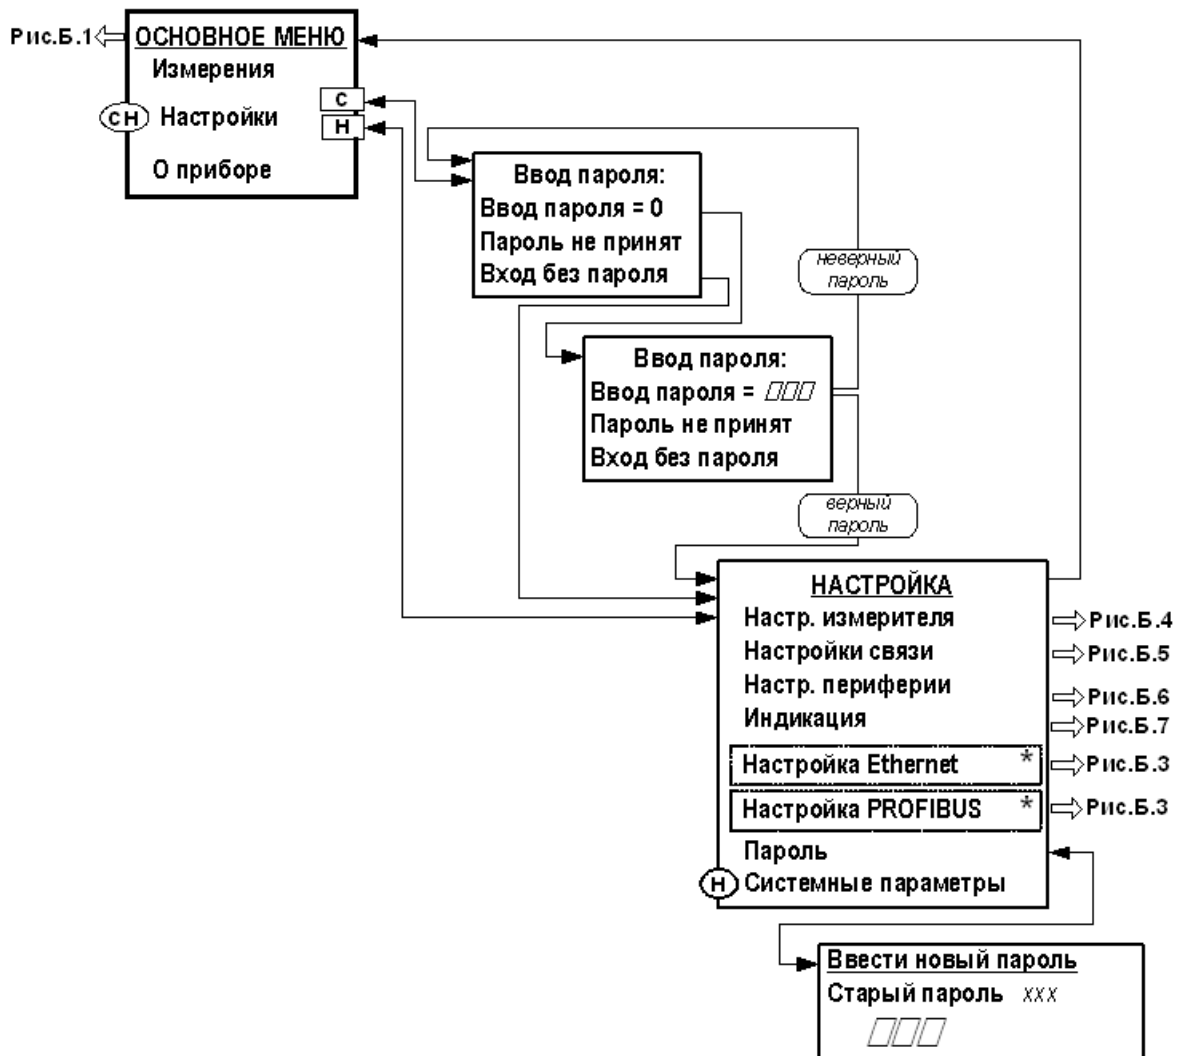 Рис.Б.1
ОСНОВНОЕ МЕНЮ
Измерения
С
СН
Настройки
Н
О приборе
Ввод пароля:
Ввод пароля = 0
Пароль не принят
Вход без пароля
неверный
пароль
Ввод пароля:
Ввод пароля =
Пароль не принят
Вход без пароля
верный
пароль
НАСТРОЙКА
Настр. измерителя
Рис.Б.4
Настройки связи
Рис.Б.5
Настр. периферии
Рис.Б.6
Индикация
Рис.Б.7
Настройка Ethernet *
Рис.Б.3
Настройка PROFIBUS *
Рис.Б.3
Пароль
Н
Системные параметры
Ввести новый пароль
Старый пароль xxx